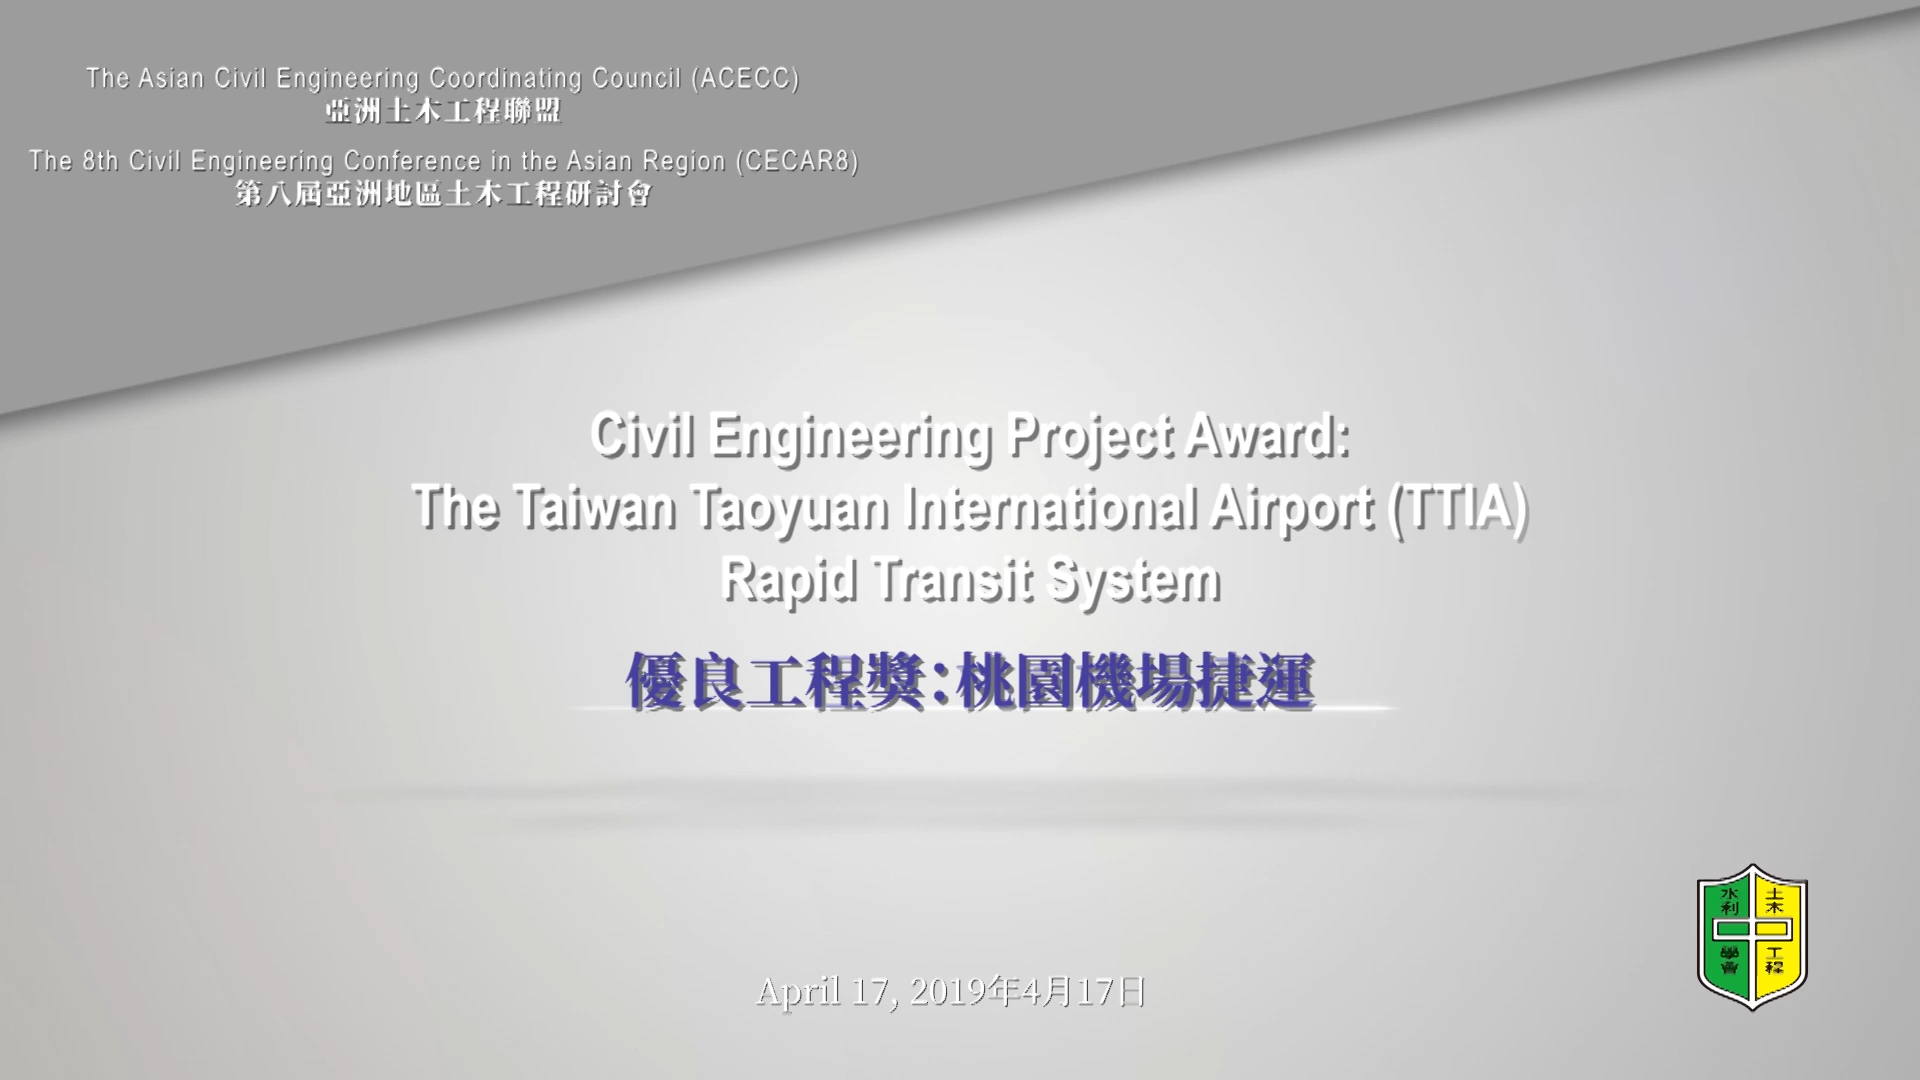 The Asian Civil Engineering Coordinating Council (ACECC)
亞洲土木工程聯盟
The 8th Civil Engineering Conference in the Asian Region (CECAR8)
第八屆亞洲地區土木工程研討會
Civil Engineering Project Award:
The Taiwan Taoyuan International Airport (TTIA)
Rapid Transit System
優良工程獎：桃園機場捷運
April 17, 2019年4月17日
土木
工程
水利
學會